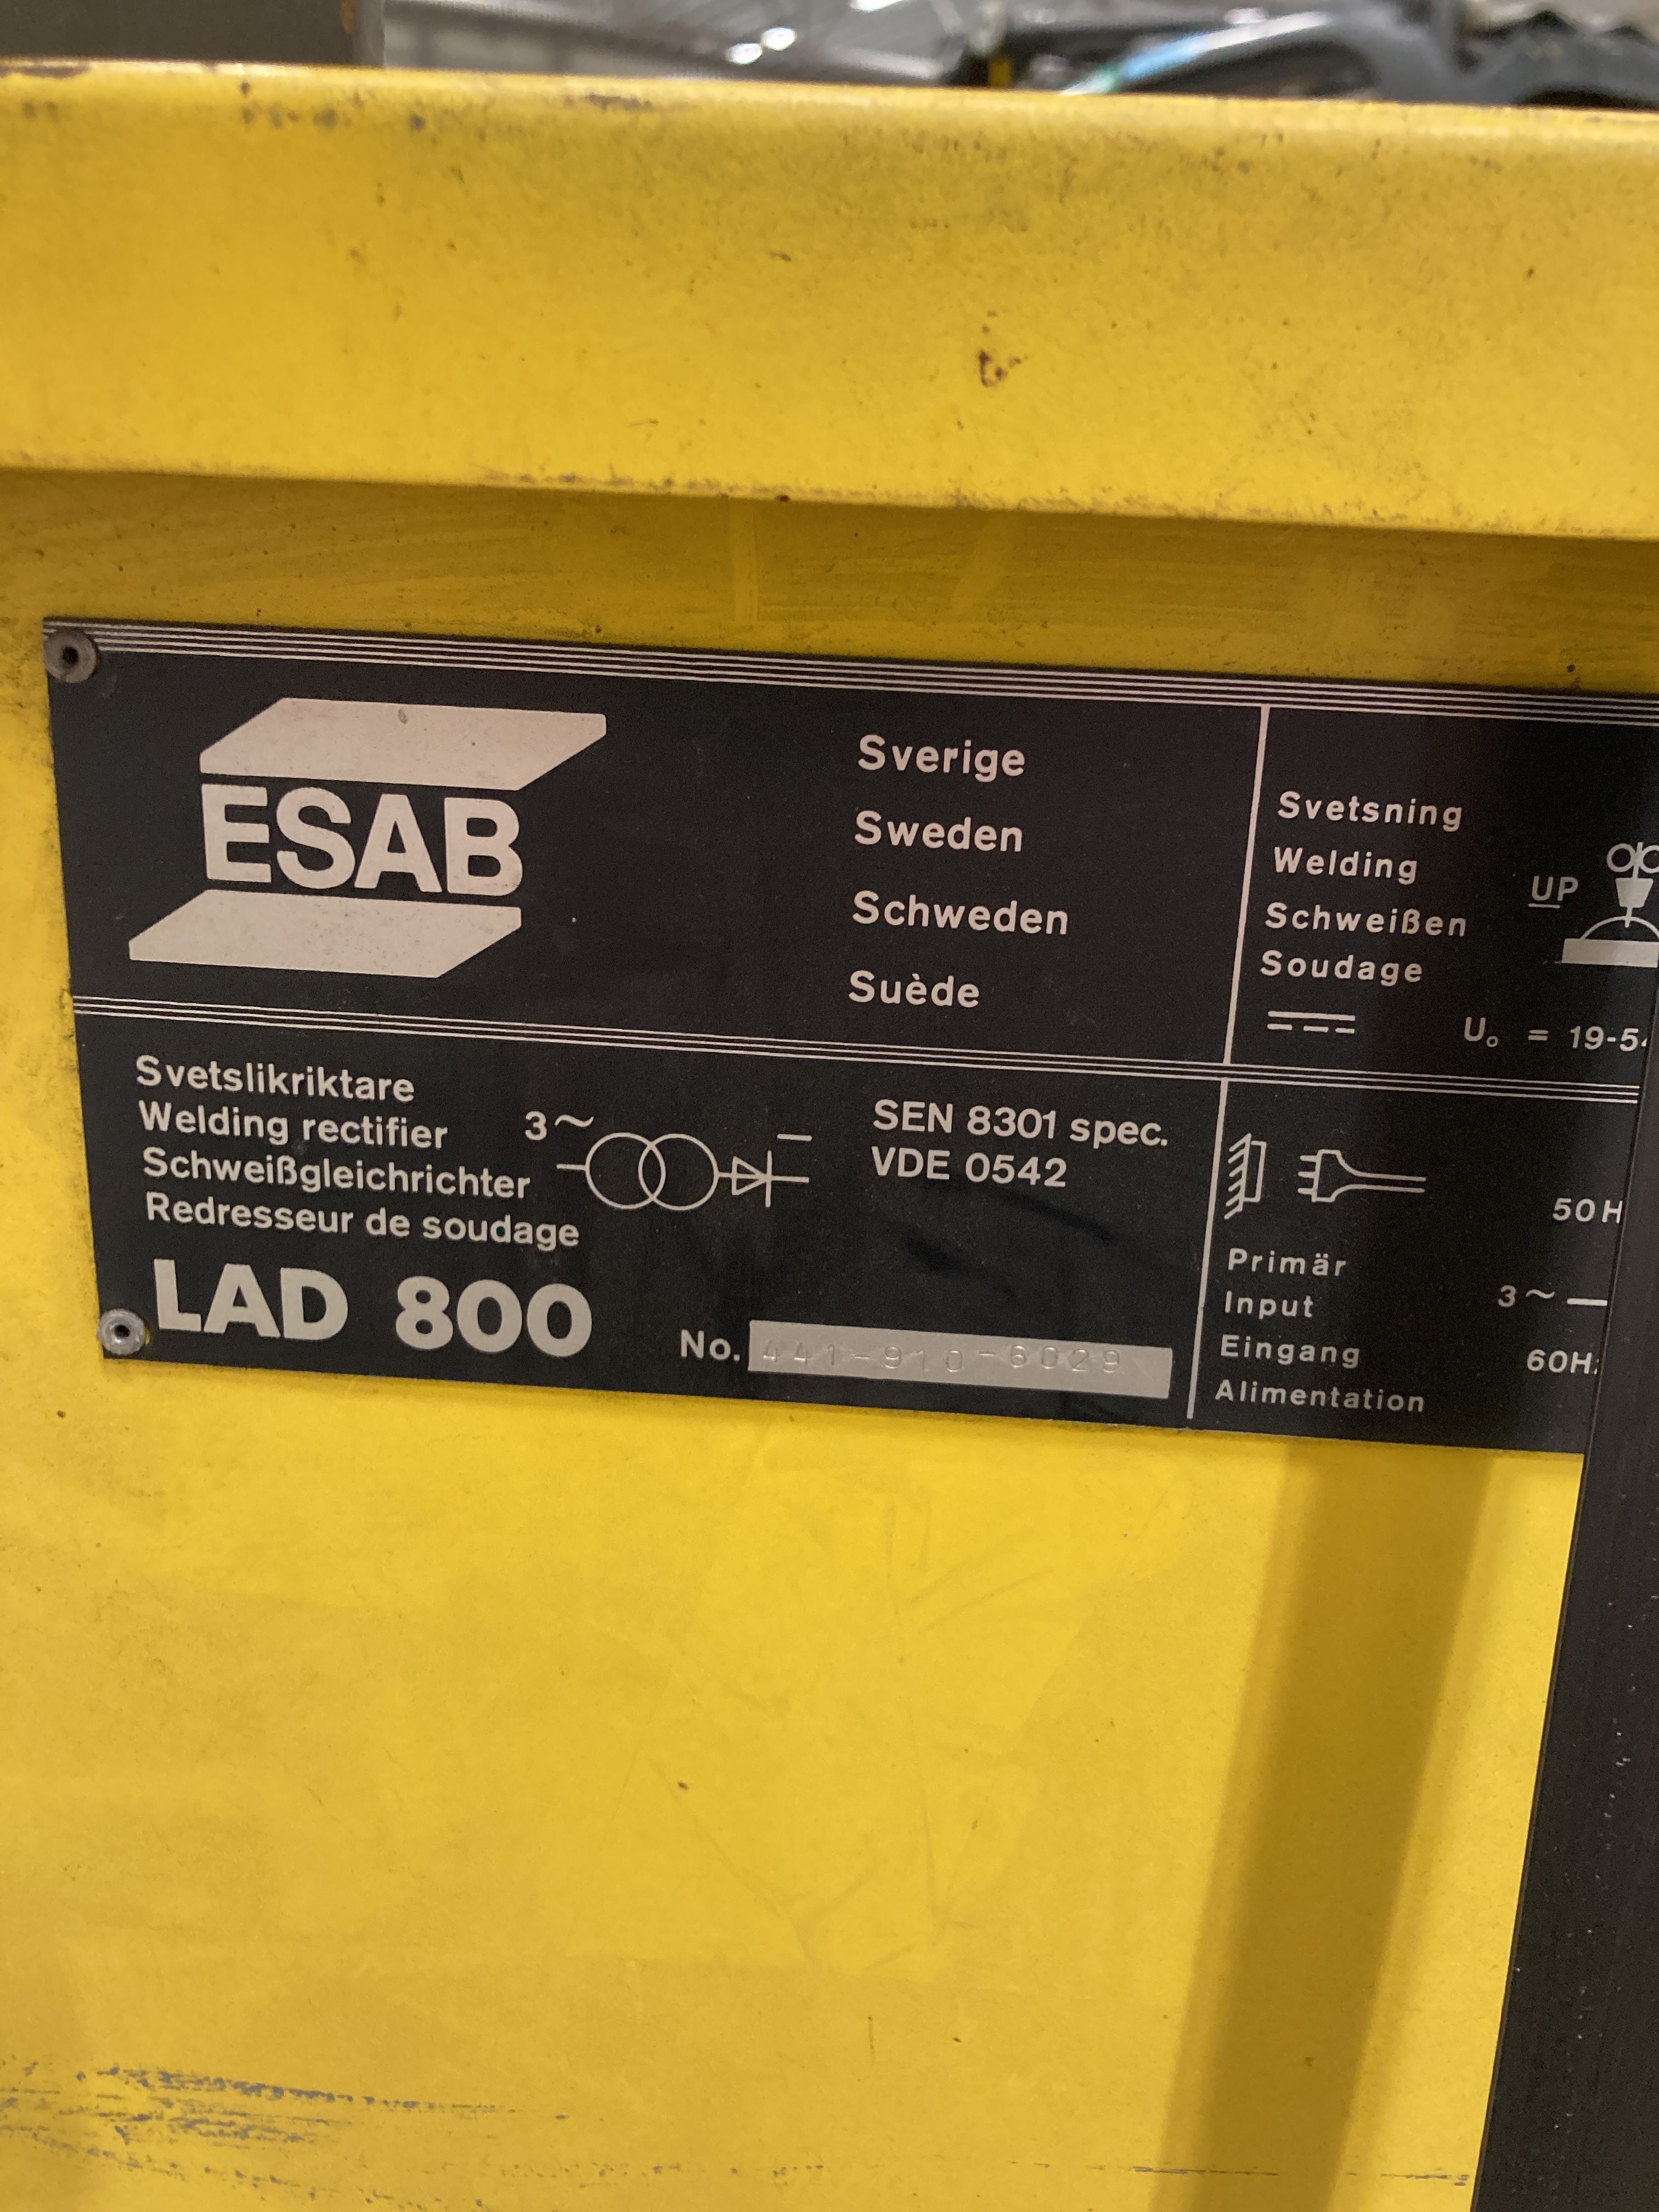 ESAB
Sverige
Sweden
Schweden
Suède
Svetsning
Welding
Schweißen
Soudage
UP
U₀ = 19-5
Svetslikriktare
Welding rectifier
Schweißgleichrichter
Redresseur de soudage
3~
SEN 8301 spec.
VDE 0542
LAD 800
No. 441-910-6029
50H
Primär
Input
Eingang
Alimentation
3~
60H